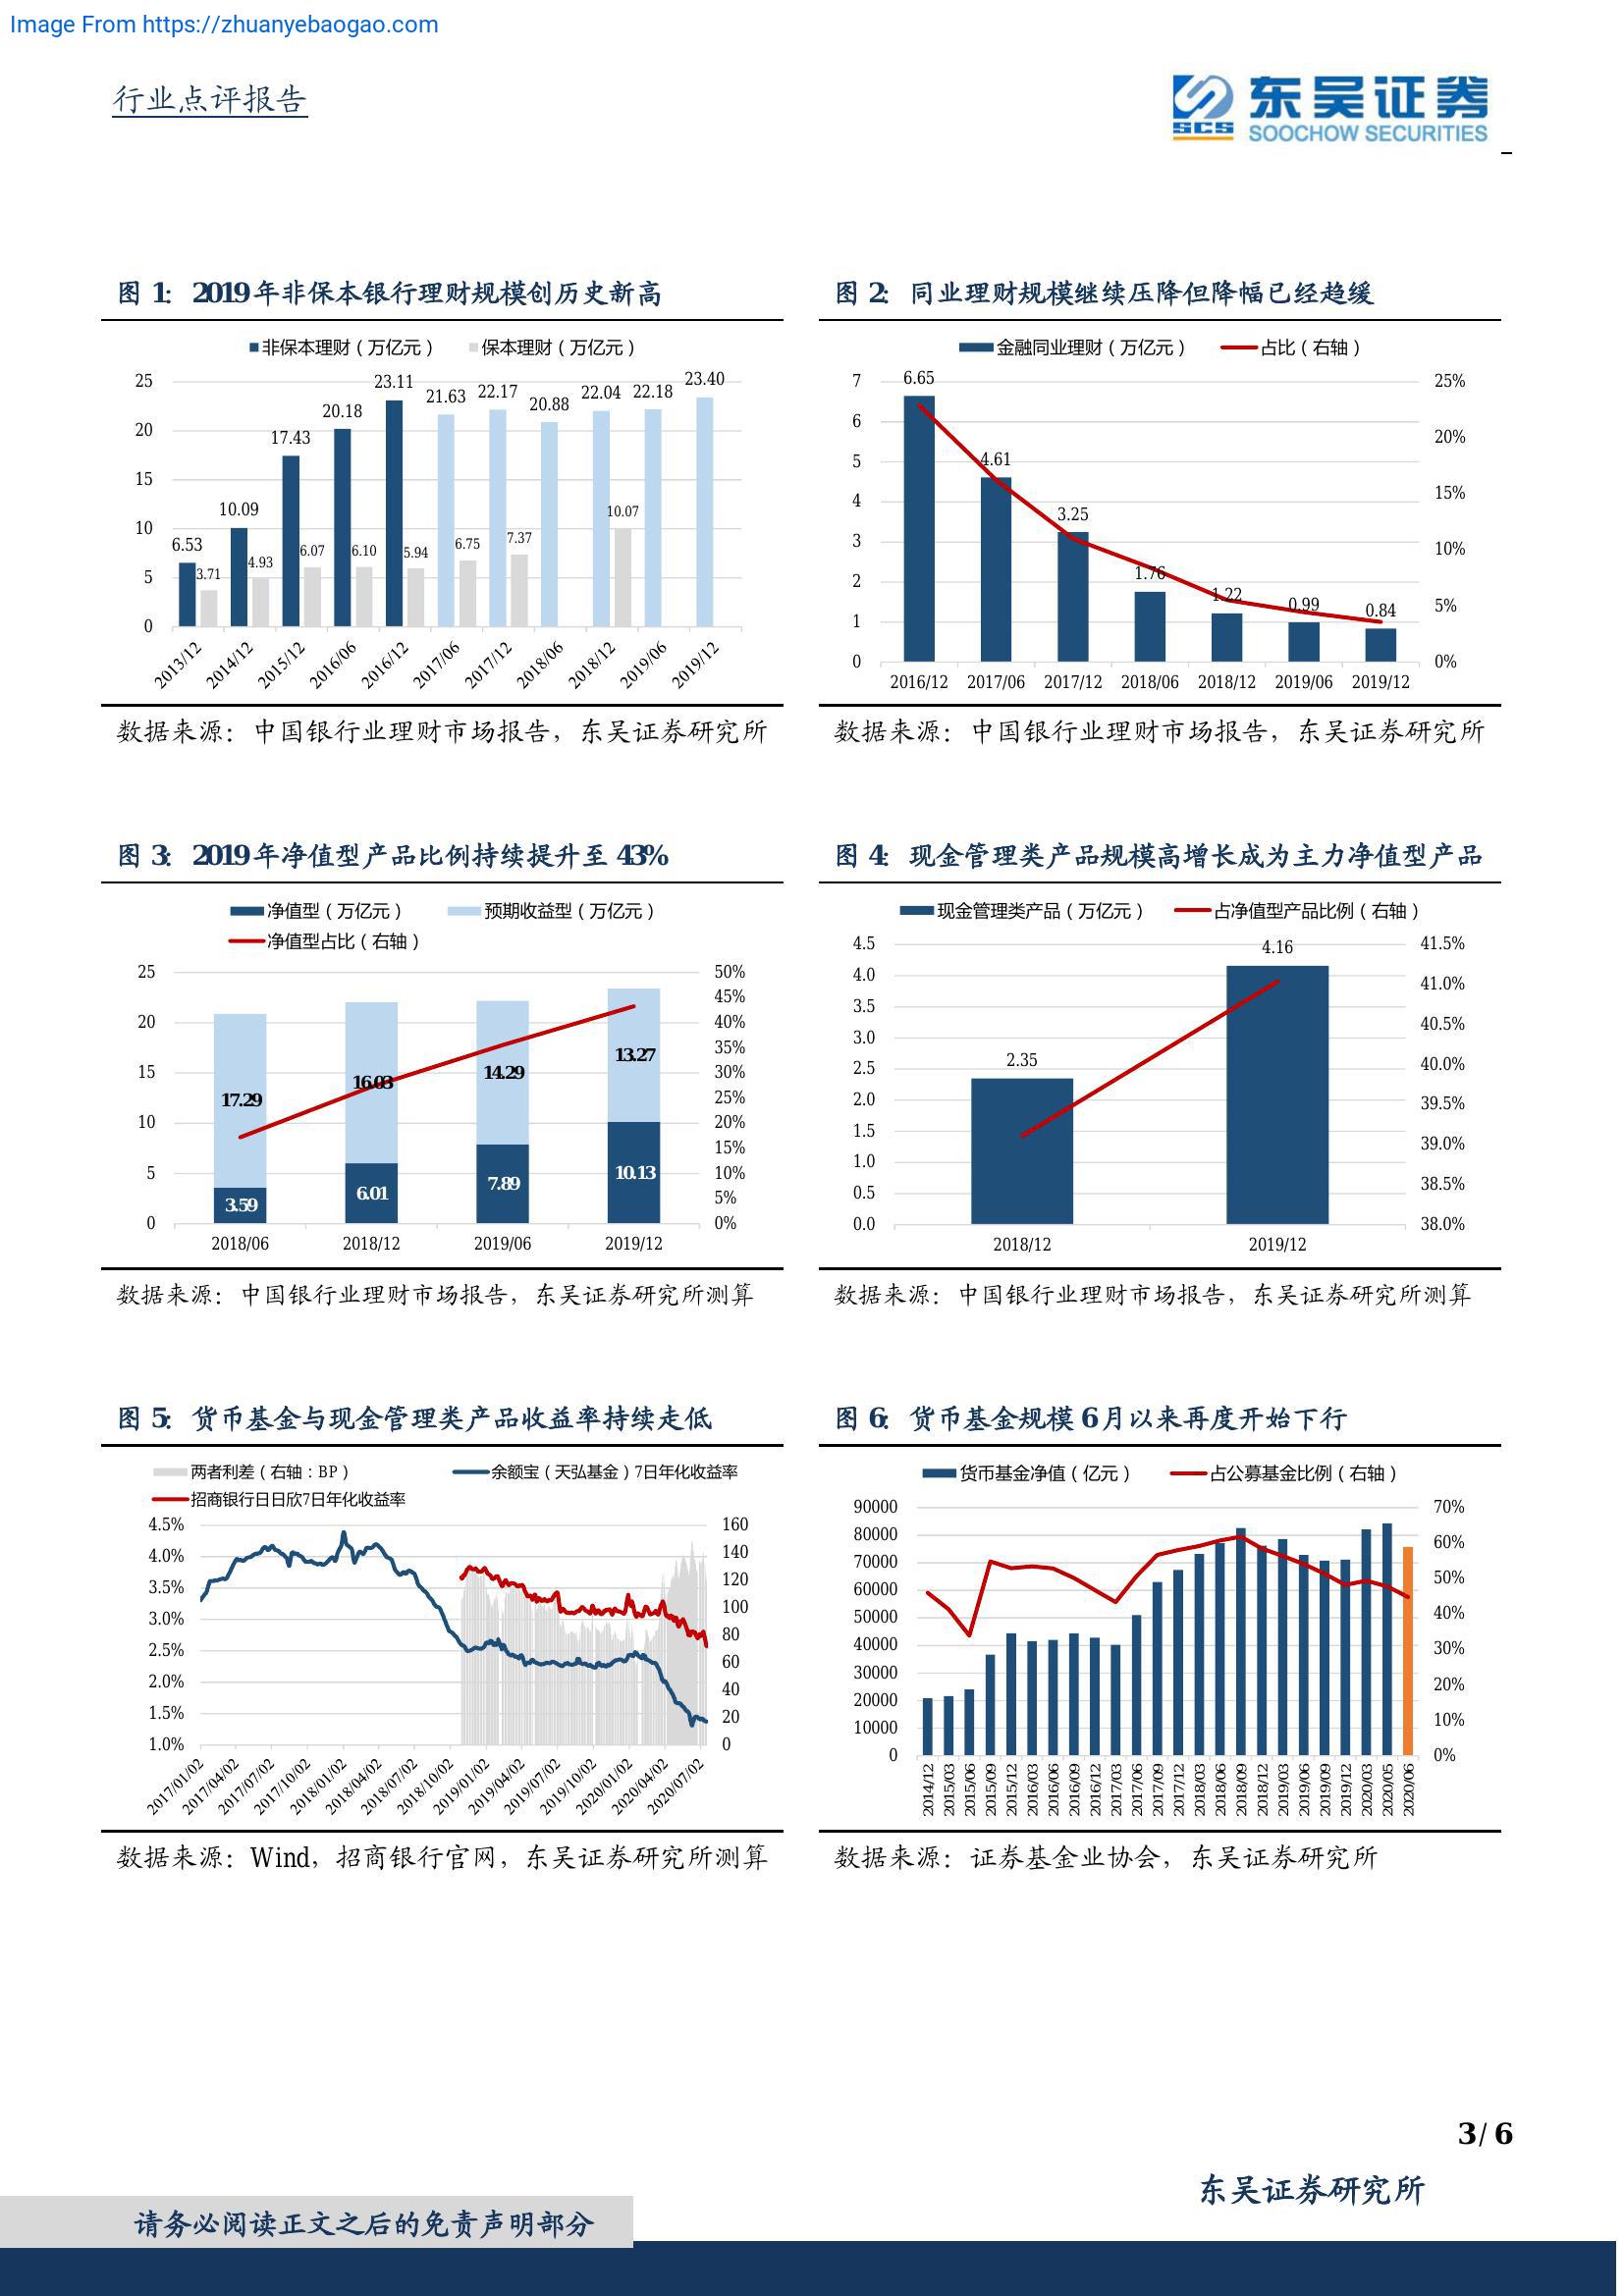 Image From https://zhuanyebaogao.com
行业点评报告
SCS
东吴证券
SOOCHOW SECURITIES
图 1: 2019年非保本银行理财规模创历史新高
非保本理财（万亿元） 保本理财（万亿元）
25
20
15
10
5
0
6.53 10.09 17.43 20.18 23.11 21.63 22.17 20.88 22.04 22.18 23.40
3.71 4.93 6.07 6.10 5.94 6.75 7.37 10.07
2013/12 2014/12 2015/12 2016/06 2016/12 2017/06 2017/12 2018/06 2018/12 2019/06 2019/12
数据来源：中国银行业理财市场报告，东吴证券研究所
图 2: 同业理财规模继续压降但降幅已经趋缓
金融同业理财（万亿元） 占比（右轴）
7 25%
6 20%
5 15%
4 10%
3 5%
2 0%
1
0
6.65 4.61 3.25 1.76 1.22 0.99 0.84
2016/12 2017/06 2017/12 2018/06 2018/12 2019/06 2019/12
数据来源：中国银行业理财市场报告，东吴证券研究所
图 3: 2019年净值型产品比例持续提升至 43%
净值型（万亿元） 预期收益型（万亿元）
净值型占比（右轴）
25
20
15
10
5
0
50%
45%
40%
35%
30%
25%
20%
15%
10%
5%
0%
17.29 16.03 14.29 13.27
3.59 6.01 7.89 10.13
2018/06 2018/12 2019/06 2019/12
数据来源：中国银行业理财市场报告，东吴证券研究所测算
图 4: 现金管理类产品规模高增长成为主力净值型产品
现金管理类产品（万亿元） 占净值型产品比例（右轴）
4.5
4.0
3.5
3.0
2.5
2.0
1.5
1.0
0.5
0.0
41.5%
41.0%
40.5%
40.0%
39.5%
39.0%
38.5%
38.0%
2.35 4.16
2018/12 2019/12
数据来源：中国银行业理财市场报告，东吴证券研究所测算
图 5: 货币基金与现金管理类产品收益率持续走低
两者利差（右轴：BP） 余额宝（天弘基金）7日年化收益率
招商银行日日欣7日年化收益率
4.5%
4.0%
3.5%
3.0%
2.5%
2.0%
1.5%
1.0%
160
140
120
100
80
60
40
20
0
2017/01/02 2017/04/02 2017/07/02 2017/10/02 2018/01/02 2018/04/02 2018/07/02 2018/10/02 2019/01/02 2019/04/02 2019/07/02 2019/10/02 2020/01/02 2020/04/02 2020/07/02
数据来源：Wind，招商银行官网，东吴证券研究所测算
图 6: 货币基金规模 6月以来再度开始下行
货币基金净值（亿元） 占公募基金比例（右轴）
90000
80000
70000
60000
50000
40000
30000
20000
10000
0
70%
60%
50%
40%
30%
20%
10%
0%
2014/12 2015/03 2015/06 2015/09 2015/12 2016/03 2016/06 2016/09 2016/12 2017/03 2017/06 2017/09 2017/12 2018/03 2018/06 2018/09 2018/12 2019/03 2019/06 2019/09 2019/12 2020/03 2020/05 2020/06
数据来源：证券基金业协会，东吴证券研究所
3 / 6
东吴证券研究所
请务必阅读正文之后的免责声明部分